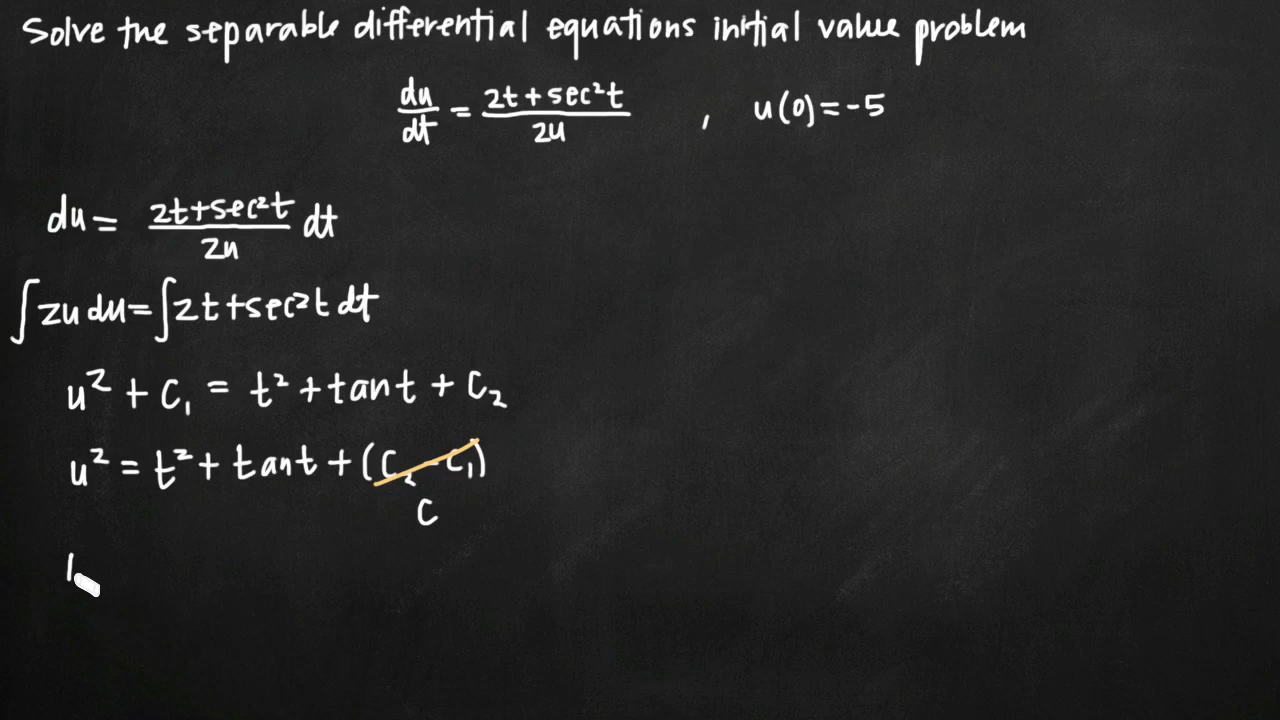 Solve the separable differential equations initial value problem
du/dt = (2t + sec²t)/(2u) , u(0) = -5
du = (2t+sec²t)/(2u) dt
∫2u du = ∫2t + sec²t dt
u² + C₁ = t² + tan t + C₂
u² = t² + tan t + (C₂ - C₁)
C